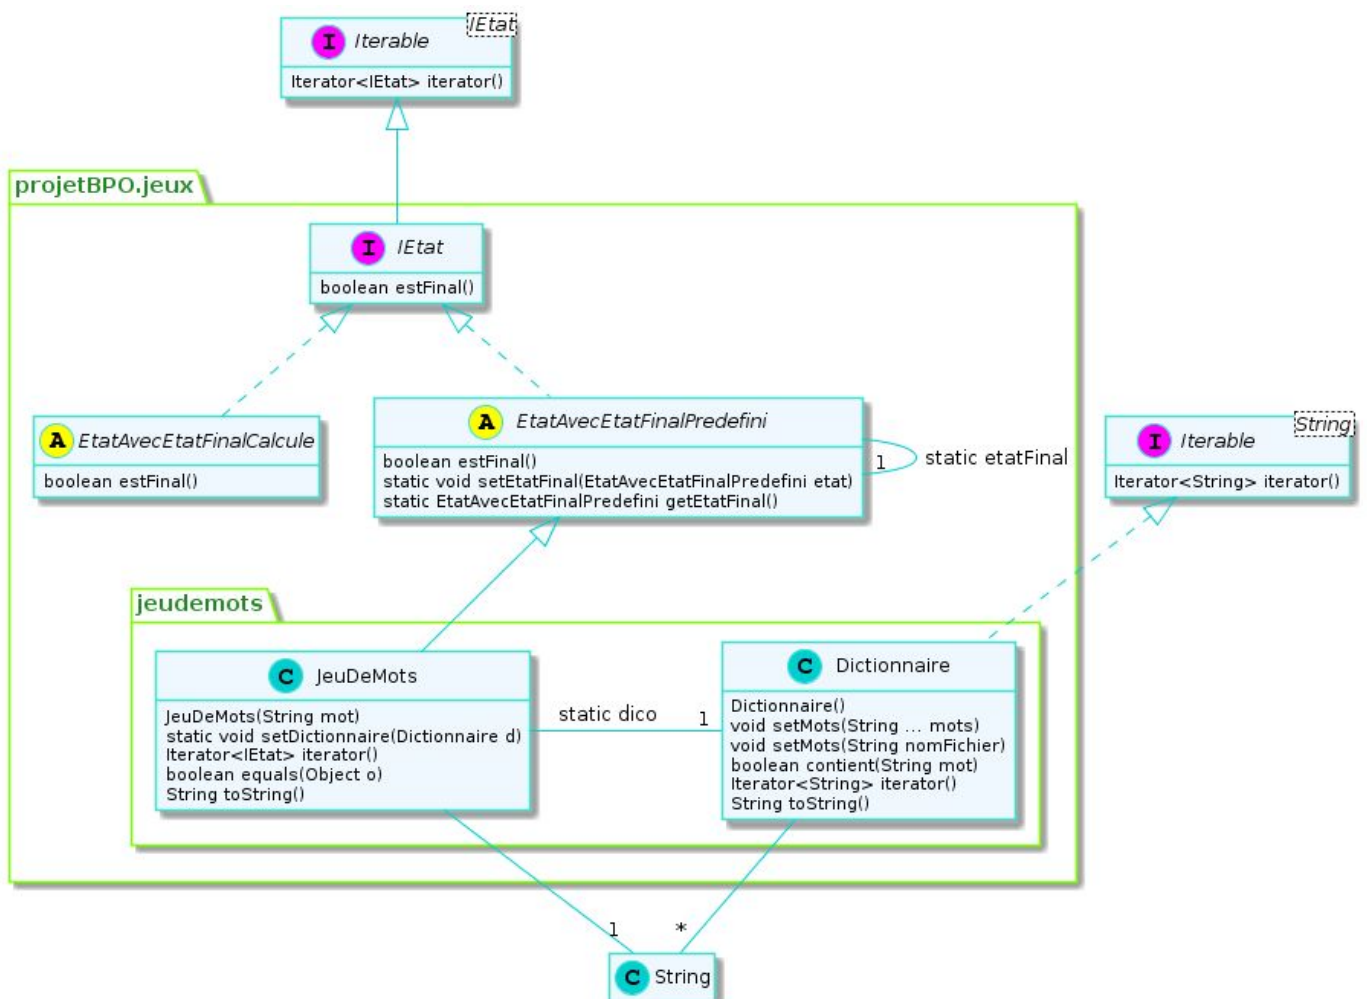 IEtat
I Iterable
Iterator<IEtat> iterator()
projetBPO.jeux
I IEtat
boolean estFinal()
A EtatAvecEtatFinalCalcule
boolean estFinal()
A EtatAvecEtatFinalPredefini
boolean estFinal()
static void setEtatFinal(EtatAvecEtatFinalPredefini etat)
static EtatAvecEtatFinalPredefini getEtatFinal()
1
static etatFinal
String
I Iterable
Iterator<String> iterator()
jeudemots
C JeuDeMots
JeuDeMots(String mot)
static void setDictionnaire(Dictionnaire d)
Iterator<IEtat> iterator()
boolean equals(Object o)
String toString()
static dico
1
C Dictionnaire
Dictionnaire()
void setMots(String ... mots)
void setMots(String nomFichier)
boolean contient(String mot)
Iterator<String> iterator()
String toString()
1
*
C String